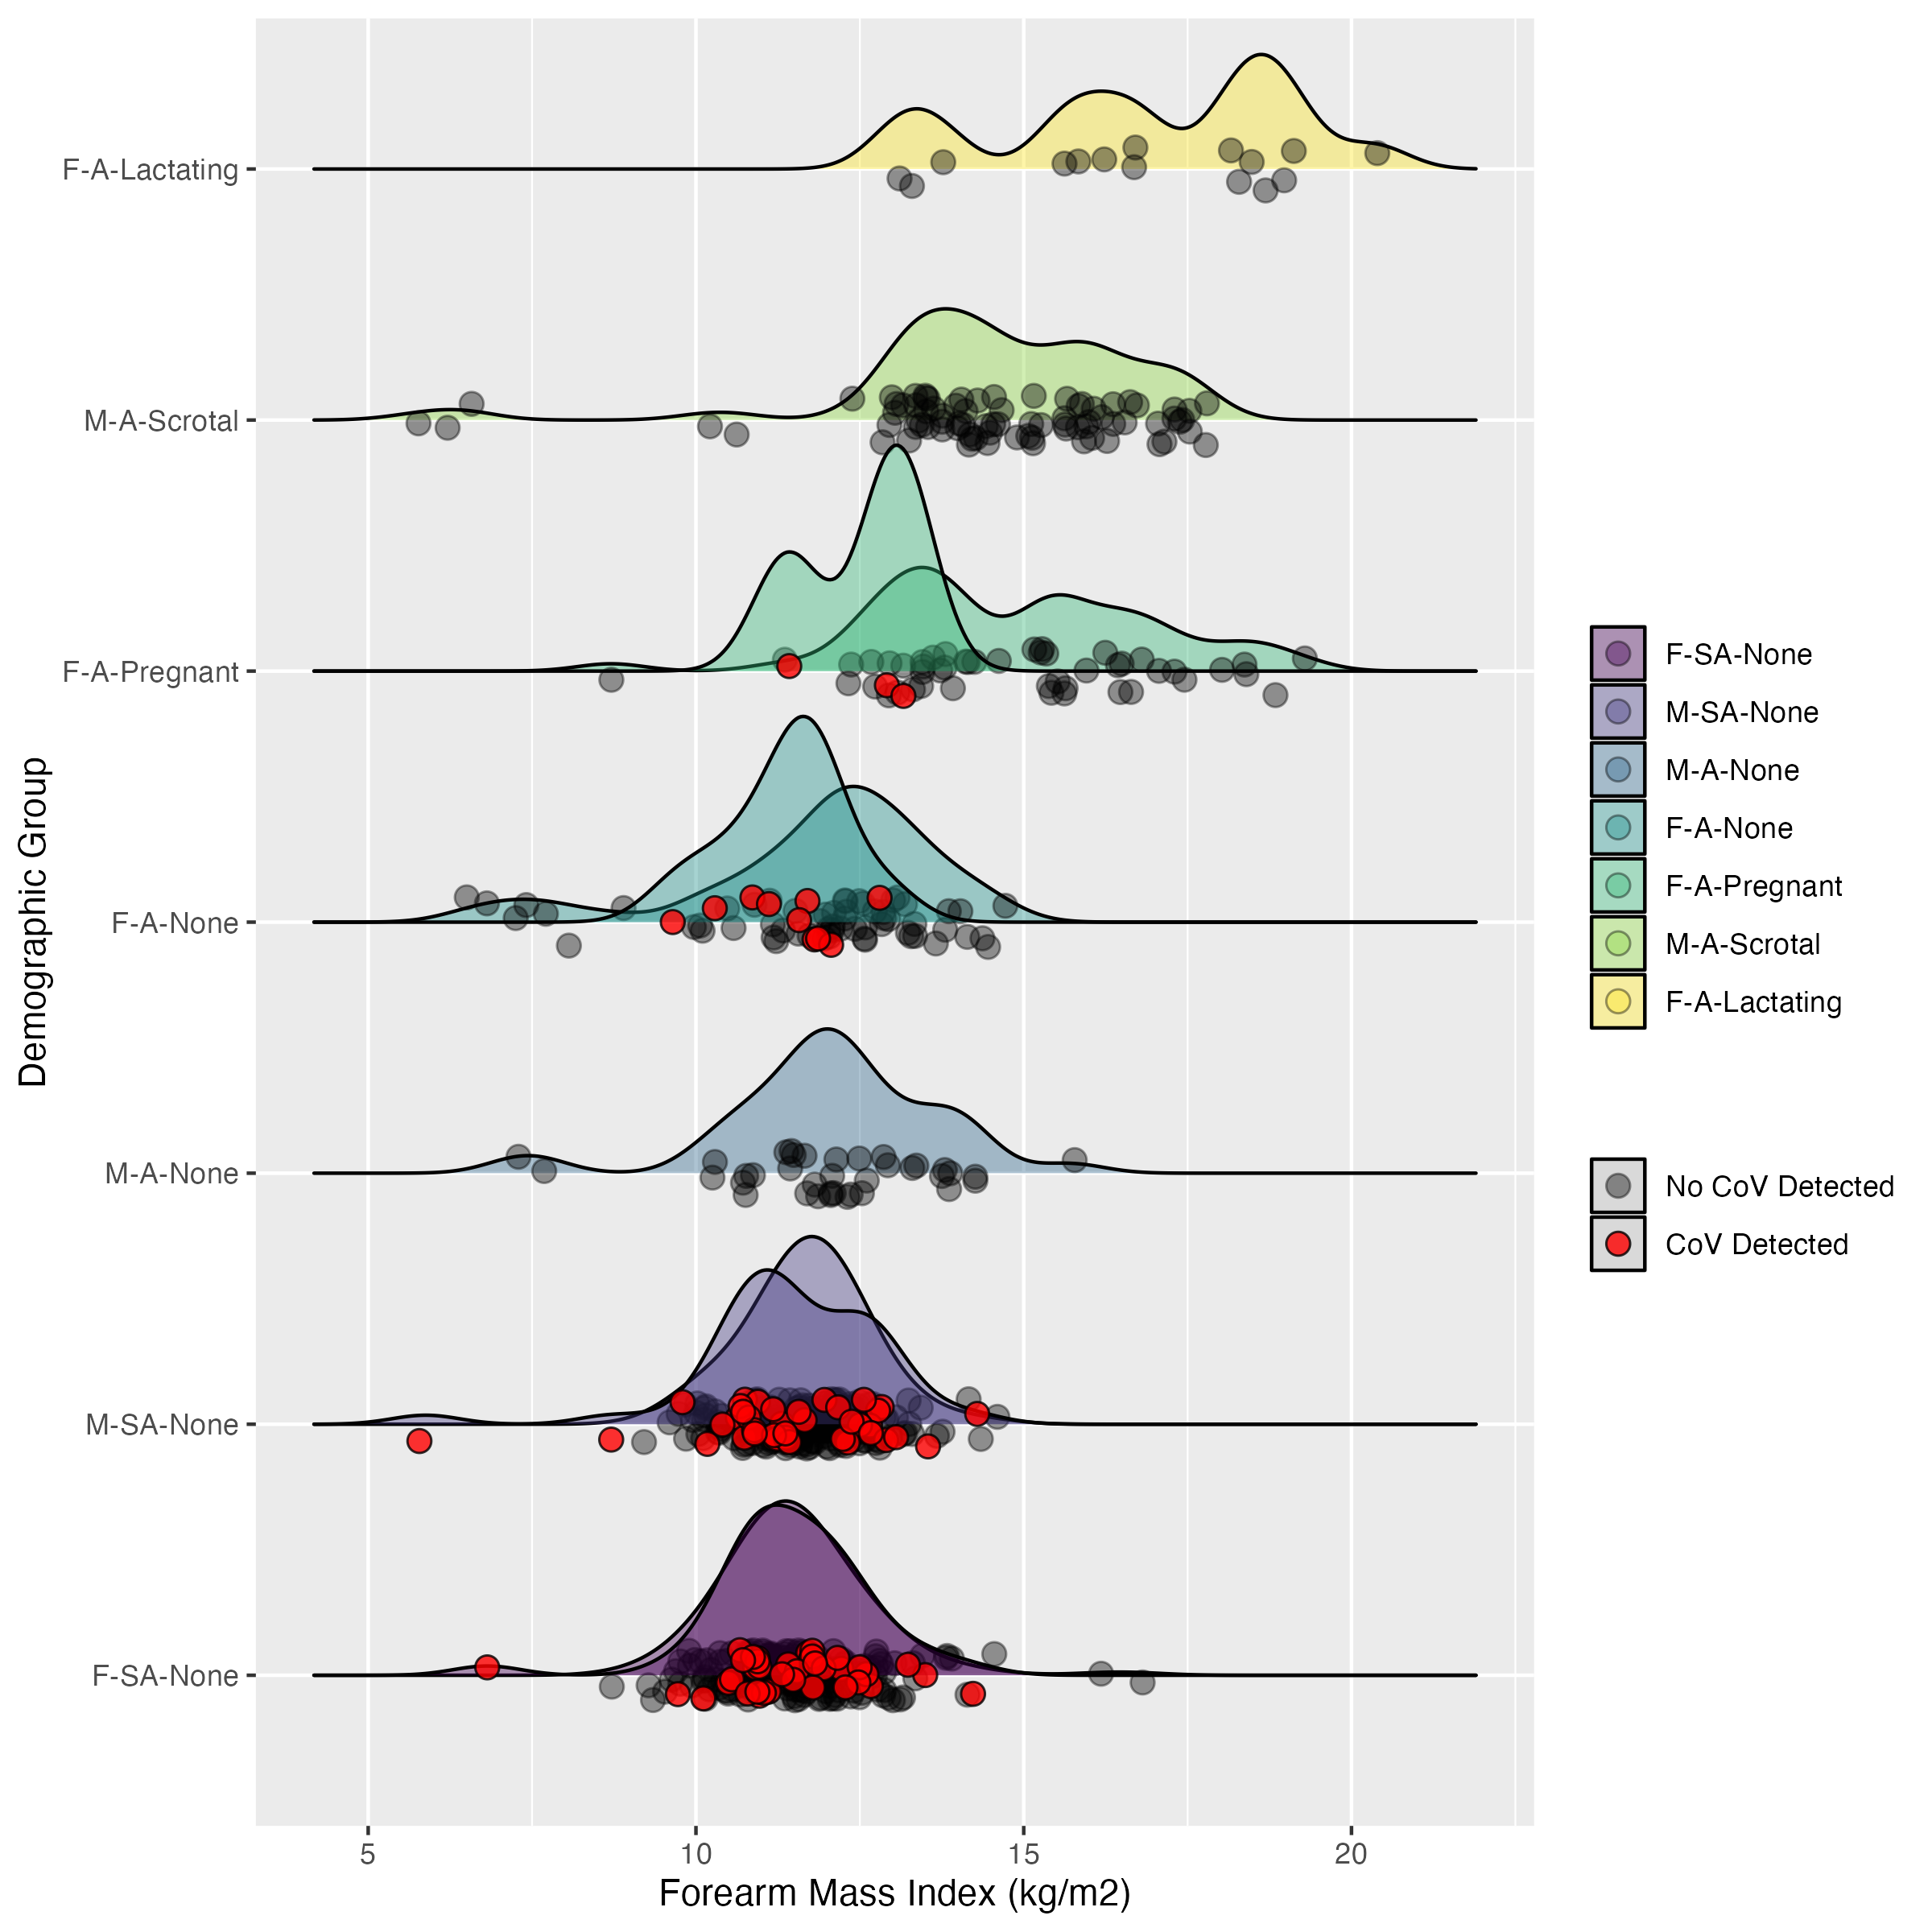 F-A-Lactating
M-A-Scrotal
F-A-Pregnant
F-A-None
M-A-None
M-SA-None
F-SA-None
Demographic Group
5 10 15 20
Forearm Mass Index (kg/m2)
F-SA-None
M-SA-None
M-A-None
F-A-None
F-A-Pregnant
M-A-Scrotal
F-A-Lactating
No CoV Detected
CoV Detected